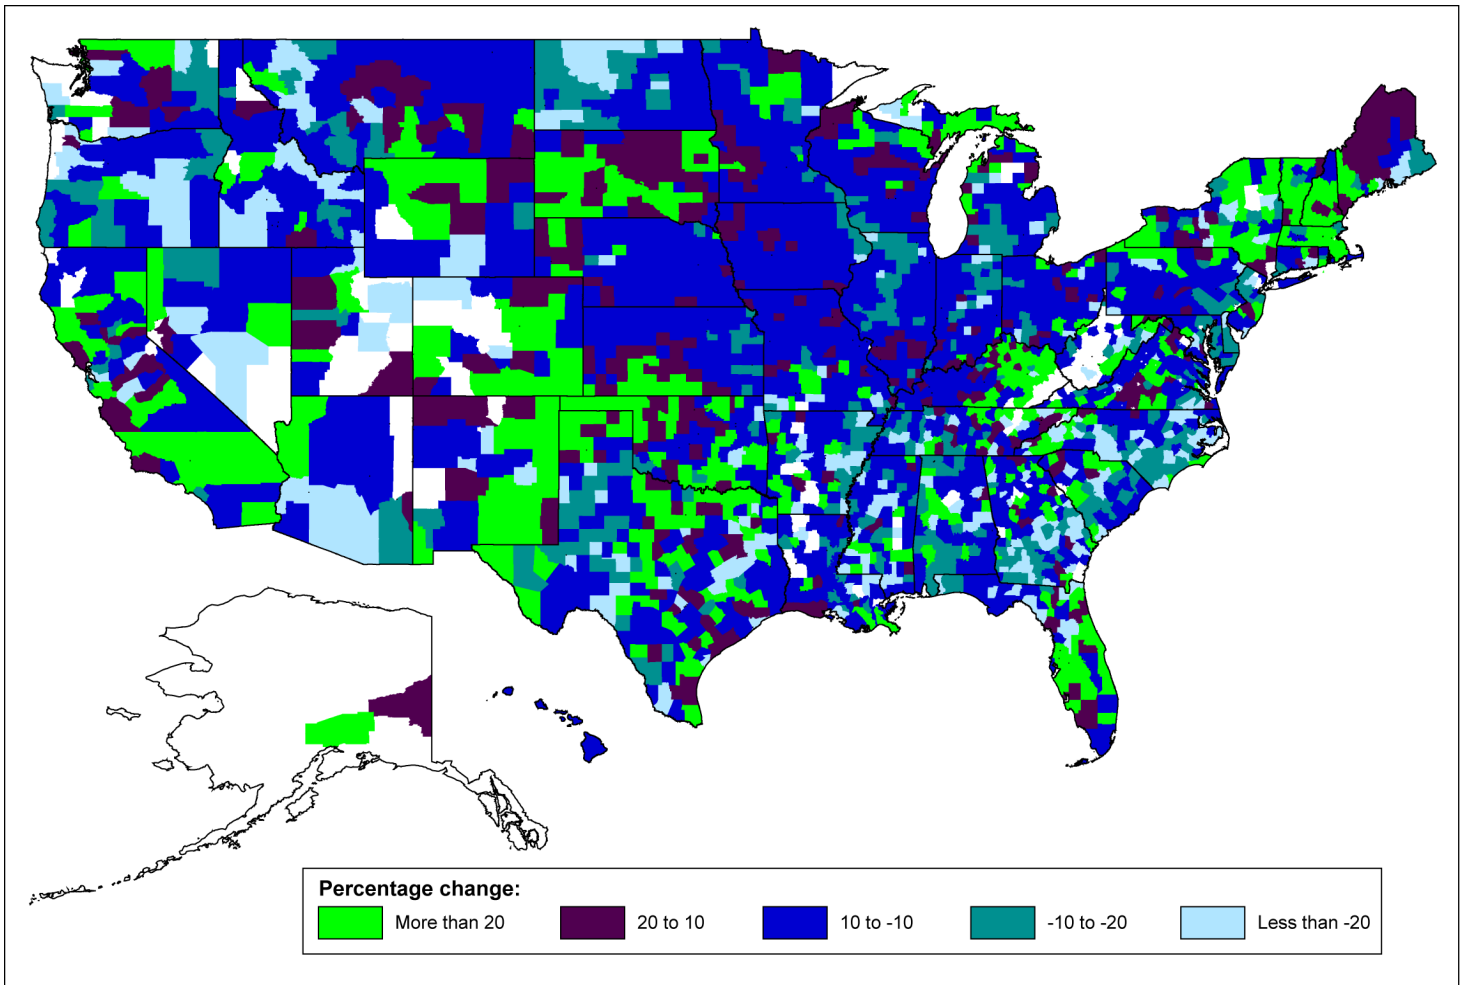 Percentage change:
More than 20
20 to 10
10 to -10
-10 to -20
Less than -20